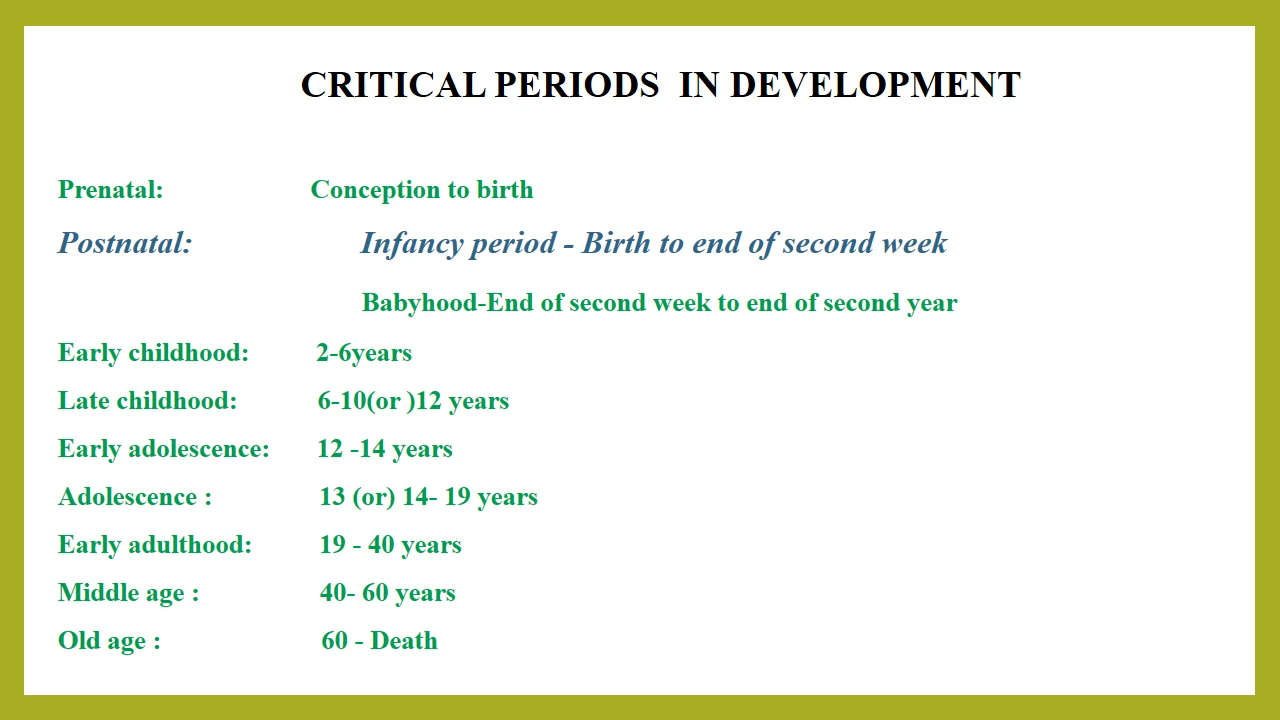 CRITICAL PERIODS  IN DEVELOPMENT
Prenatal: Conception to birth
Postnatal: Infancy period - Birth to end of second week
Babyhood-End of second week to end of second year
Early childhood: 2-6years
Late childhood: 6-10(or )12 years
Early adolescence: 12 -14 years
Adolescence : 13 (or) 14- 19 years
Early adulthood: 19 - 40 years
Middle age : 40- 60 years
Old age : 60 - Death